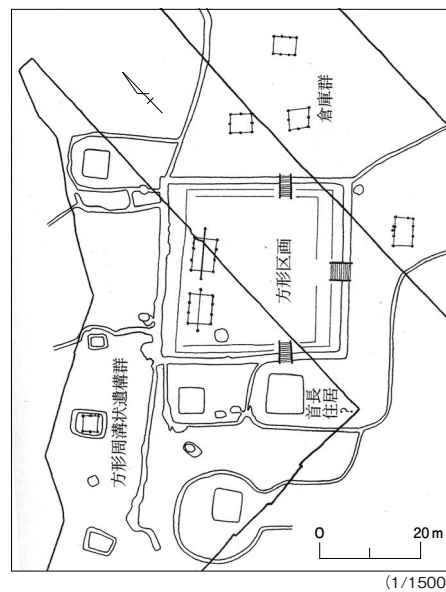 倉庫群
方形区画
方形周溝状遺構群
首長
住居
?
0 20m
(1/1500